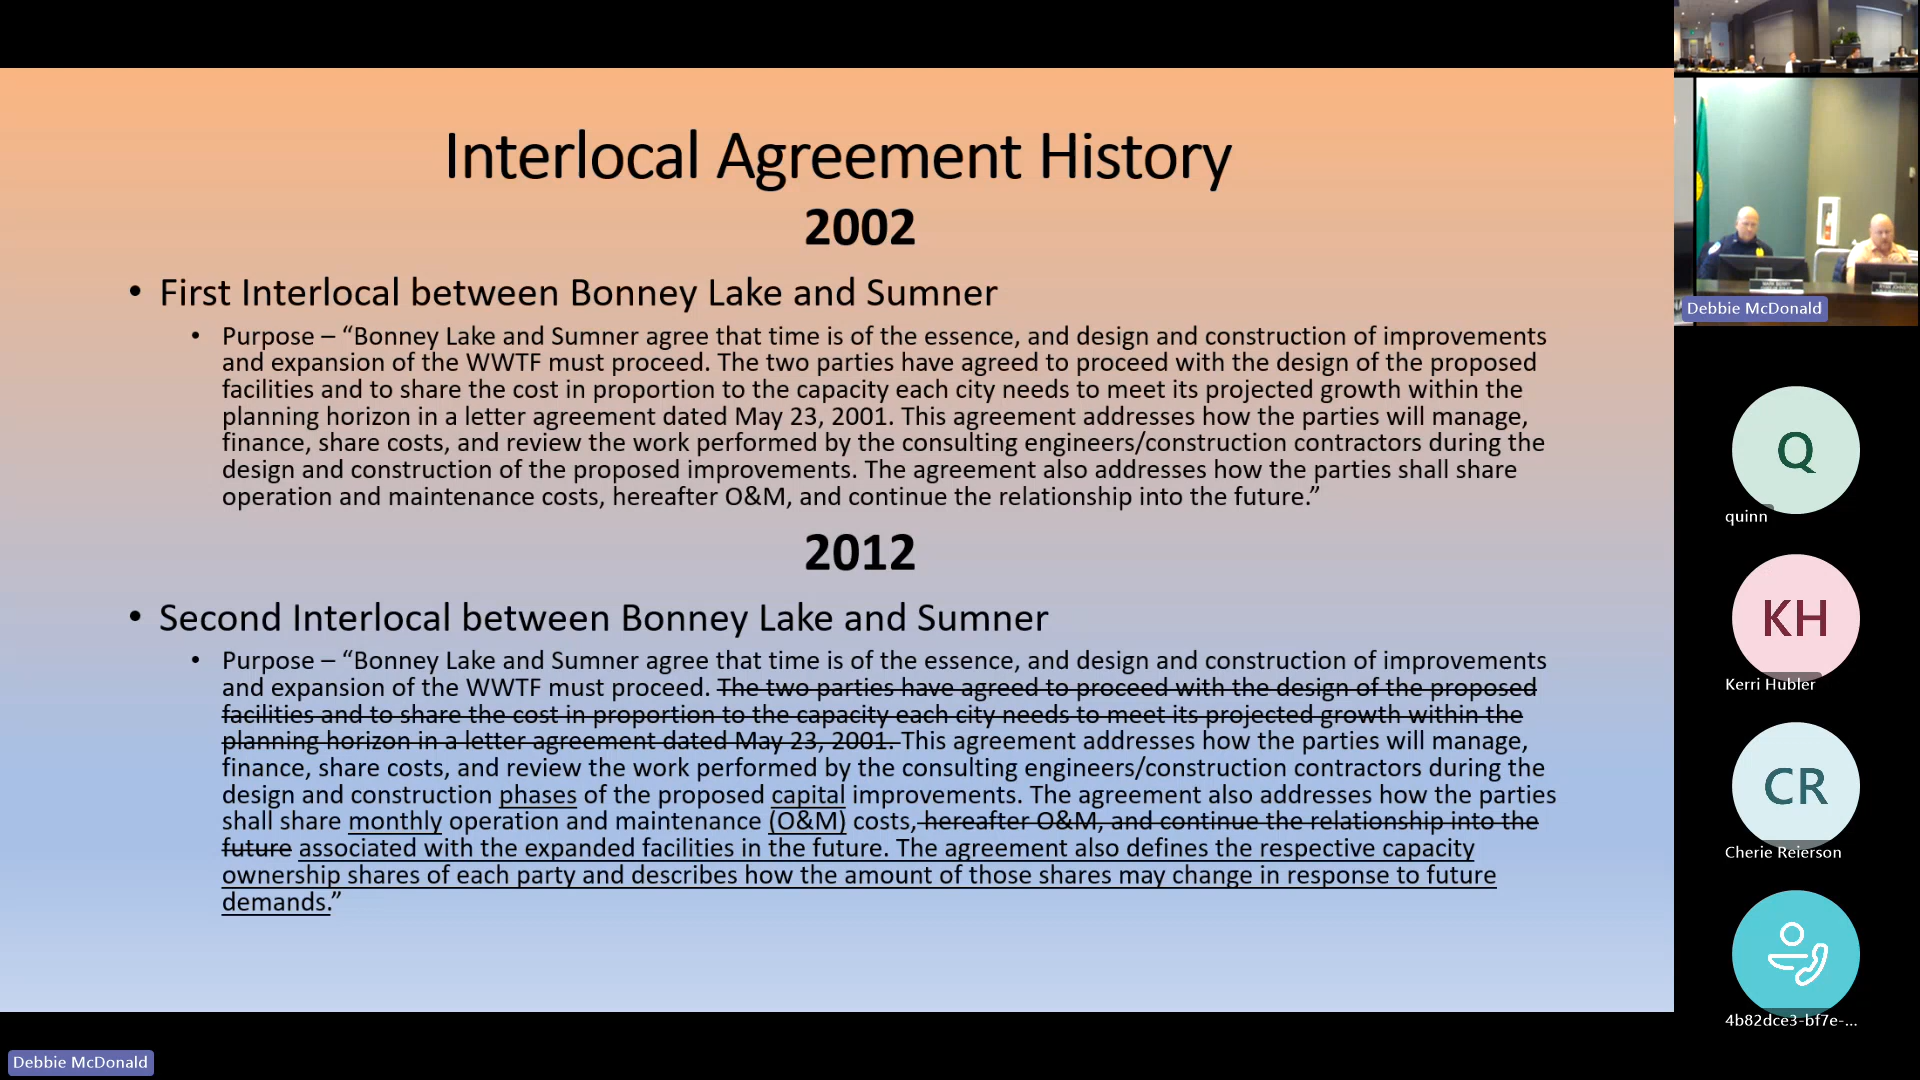 Interlocal Agreement History
2002
• First Interlocal between Bonney Lake and Sumner
• Purpose – “Bonney Lake and Sumner agree that time is of the essence, and design and construction of improvements
and expansion of the WWTF must proceed. The two parties have agreed to proceed with the design of the proposed
facilities and to share the cost in proportion to the capacity each city needs to meet its projected growth within the
planning horizon in a letter agreement dated May 23, 2001. This agreement addresses how the parties will manage,
finance, share costs, and review the work performed by the consulting engineers/construction contractors during the
design and construction of the proposed improvements. The agreement also addresses how the parties shall share
operation and maintenance costs, hereafter O&M, and continue the relationship into the future.”
2012
• Second Interlocal between Bonney Lake and Sumner
• Purpose – “Bonney Lake and Sumner agree that time is of the essence, and design and construction of improvements
and expansion of the WWTF must proceed. The two parties have agreed to proceed with the design of the proposed
facilities and to share the cost in proportion to the capacity each city needs to meet its projected growth within the
planning horizon in a letter agreement dated May 23, 2001. This agreement addresses how the parties will manage,
finance, share costs, and review the work performed by the consulting engineers/construction contractors during the
design and construction phases of the proposed capital improvements. The agreement also addresses how the parties
shall share monthly operation and maintenance (O&M) costs, hereafter O&M, and continue the relationship into the
future associated with the expanded facilities in the future. The agreement also defines the respective capacity
ownership shares of each party and describes how the amount of those shares may change in response to future
demands.”
Debbie McDonald
Debbie McDonald
Q
quinn
KH
Kerri Hubler
CR
Cherie Reierson
4b82dce3-bf7e-...